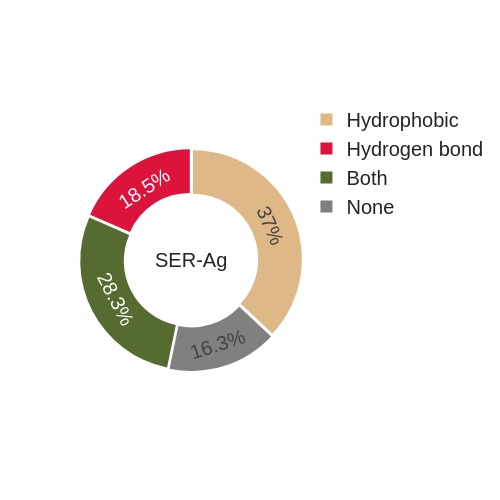 Hydrophobic
Hydrogen bond
Both
None
18.5%
37%
SER-Ag
28.3%
16.3%